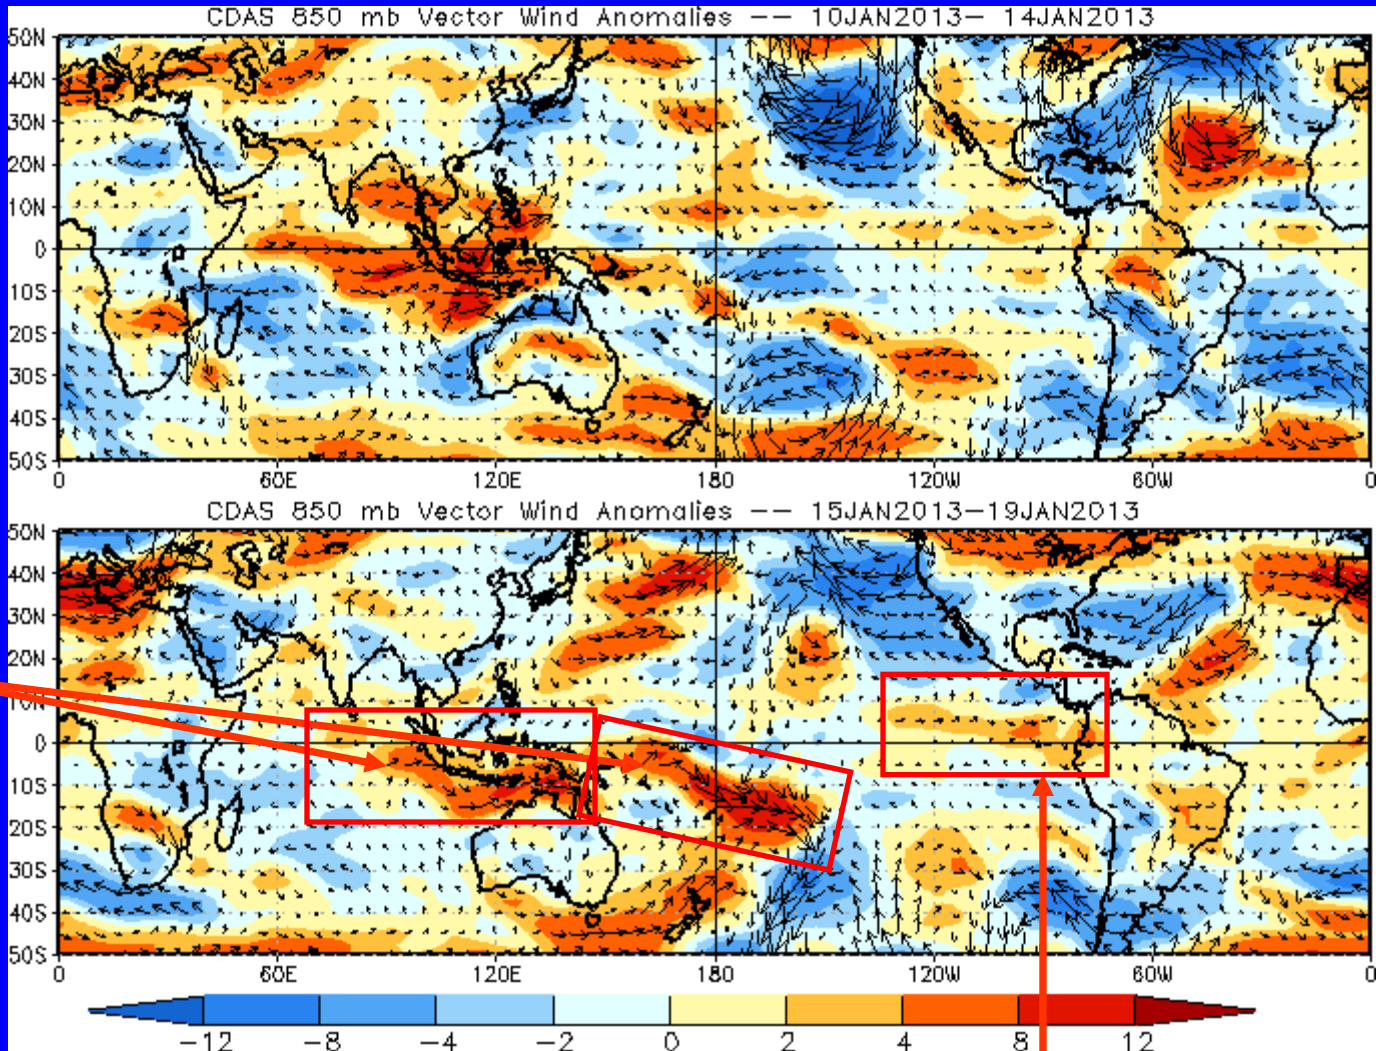 CDAS 850 mb Vector Wind Anomalies -- 10JAN2013- 14JAN2013
50N
40N
30N
20N
10N
0
10S
20S
30S
40S
50S
0 60E 120E 180 120W 60W 0
CDAS 850 mb Vector Wind Anomalies -- 15JAN2013-19JAN2013
50N
40N
30N
20N
10N
0
10S
20S
30S
40S
50S
0 60E 120E 180 120W 60W 0
-12 -8 -4 -2 0 2 4 8 12